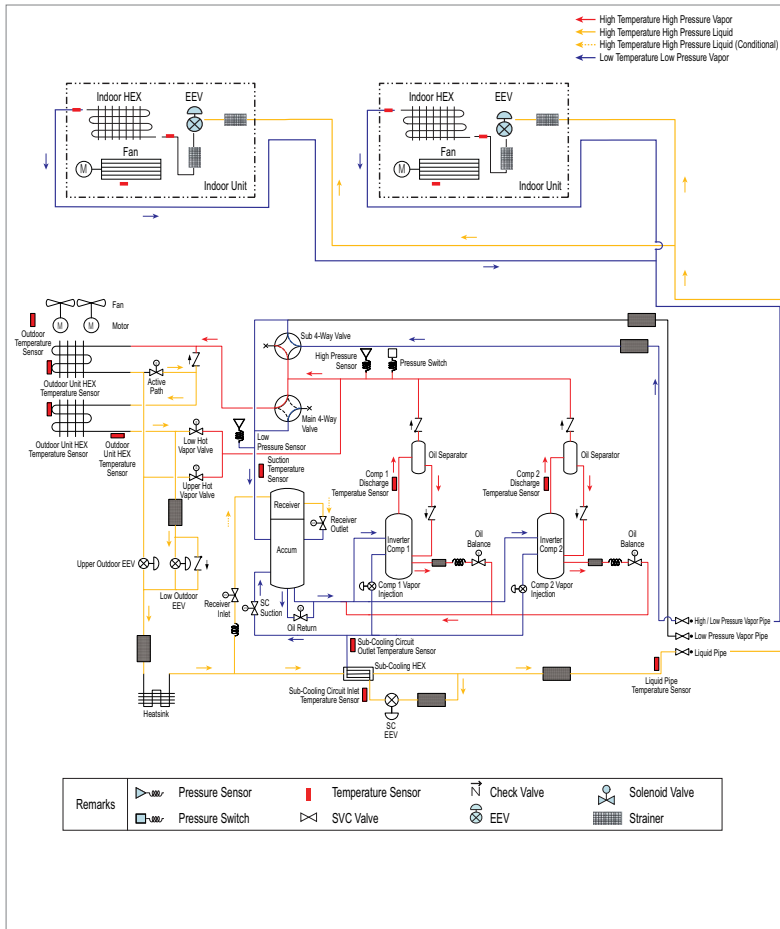 High Temperature High Pressure Vapor
High Temperature High Pressure Liquid
High Temperature High Pressure Liquid (Conditional)
Low Temperature Low Pressure Vapor
Indoor HEX
EEV
Fan
M
Indoor Unit
Indoor HEX
EEV
Fan
M
Indoor Unit
Fan
M
M
Motor
Outdoor
Temperature
Sensor
Outdoor Unit HEX
Temperature Sensor
Active
Path
Outdoor Unit HEX
Temperature Sensor
Outdoor
Unit HEX
Temperature
Sensor
Low Hot
Vapor Valve
Upper Hot
Vapor Valve
Sub 4-Way Valve
High Pressure
Sensor
Pressure Switch
Main 4-Way
Valve
Low
Pressure Sensor
Suction
Temperature
Sensor
Oil Separator
Oil Separator
Comp 1
Discharge
Temperatue Sensor
Comp 2
Discharge
Temperatue Sensor
Receiver
Receiver
Outlet
Accum
Inverter
Comp 1
Oil
Balance
Inverter
Comp 2
Oil
Balance
Upper Outdoor EEV
Low Outdoor
EEV
Receiver
Inlet
SC
Suction
Oil Return
Comp 1 Vapor
Injection
Comp 2 Vapor
Injection
High / Low Pressure Vapor Pipe
Low Pressure Vapor Pipe
Liquid Pipe
Sub-Cooling Circuit
Outlet Temperature Sensor
Sub-Cooling HEX
Sub-Cooling Circuit Inlet
Temperature Sensor
SC
EEV
Liquid Pipe
Temperature Sensor
Heatsink
Remarks
Pressure Sensor
Temperature Sensor
Check Valve
Solenoid Valve
Pressure Switch
SVC Valve
EEV
Strainer